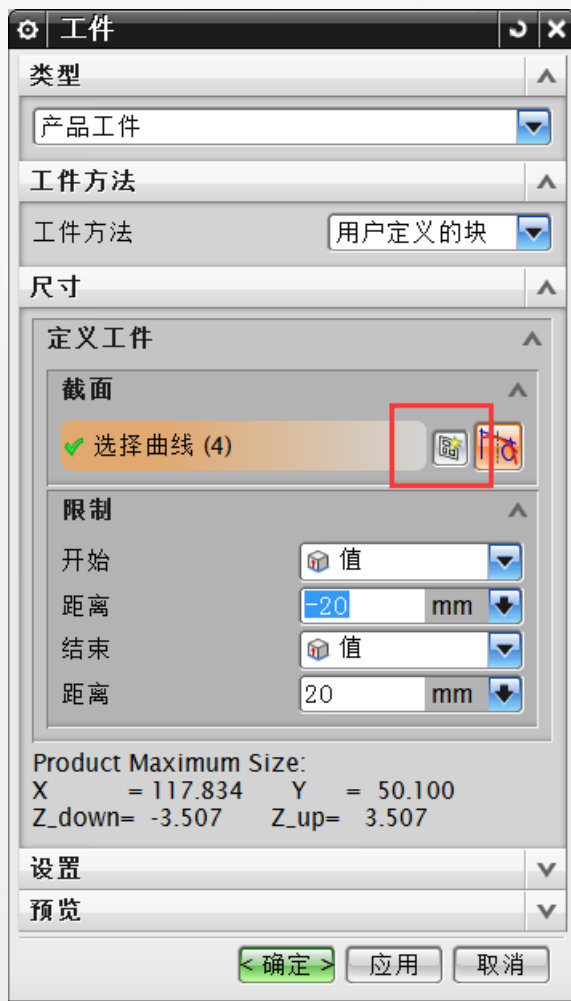 工件
类型
产品工件
工件方法
工件方法 用户定义的块
尺寸
定义工件
截面
选择曲线 (4)
限制
开始 值
距离 -20 mm
结束 值
距离 20 mm
Product Maximum Size:
X = 117.834 Y = 50.100
Z_down= -3.507 Z_up= 3.507
设置
预览
< 确定 > 应用 取消